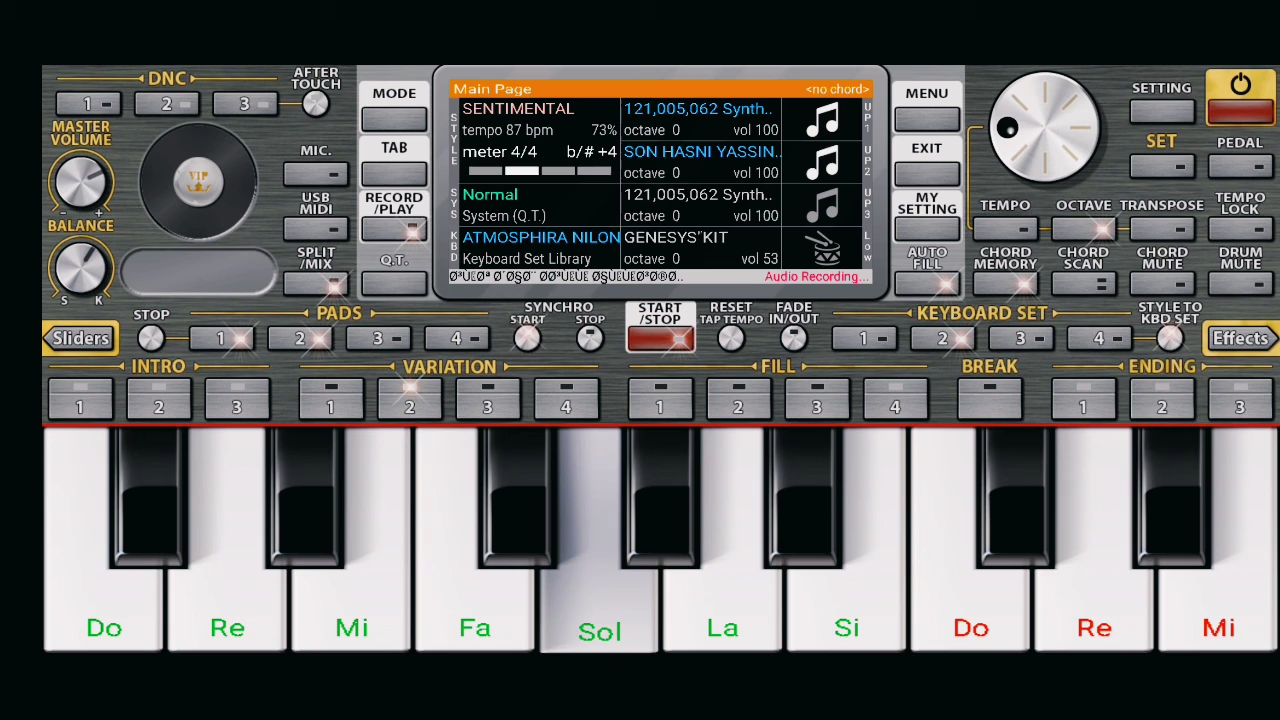 DNC
AFTER TOUCH
1 2 3
MASTER VOLUME
- +
BALANCE
S K
VIP
MIC.
USB MIDI
SPLIT /MIX
MODE
TAB
RECORD /PLAY
Q.T.
Main Page <no chord>
STYLE
SENTIMENTAL
tempo 87 bpm 73%
meter 4/4 b/# +4
SYS
Normal
System (Q.T.)
KBD
ATMOSPHIRA NILON
Keyboard Set Library
121,005,062 Synth..
octave 0 vol 100
UP1
SON HASNI YASSIN..
octave 0 vol 100
UP2
121,005,062 Synth..
octave 0 vol 100
UP3
GENESYS"KIT
octave 0 vol 53
Low
Audio Recording...
MENU
EXIT
MY SETTING
AUTO FILL
SETTING
SET
PEDAL
TEMPO
OCTAVE
TRANSPOSE
TEMPO LOCK
CHORD MEMORY
CHORD SCAN
CHORD MUTE
DRUM MUTE
Sliders
STOP
PADS
1 2 3 4
SYNCHRO
START STOP
START /STOP
RESET
TAP TEMPO
FADE IN/OUT
KEYBOARD SET
1 2 3 4
STYLE TO KBD SET
Effects
INTRO
1 2 3
VARIATION
1 2 3 4
FILL
1 2 3 4
BREAK
ENDING
1 2 3
Do Re Mi Fa Sol La Si Do Re Mi